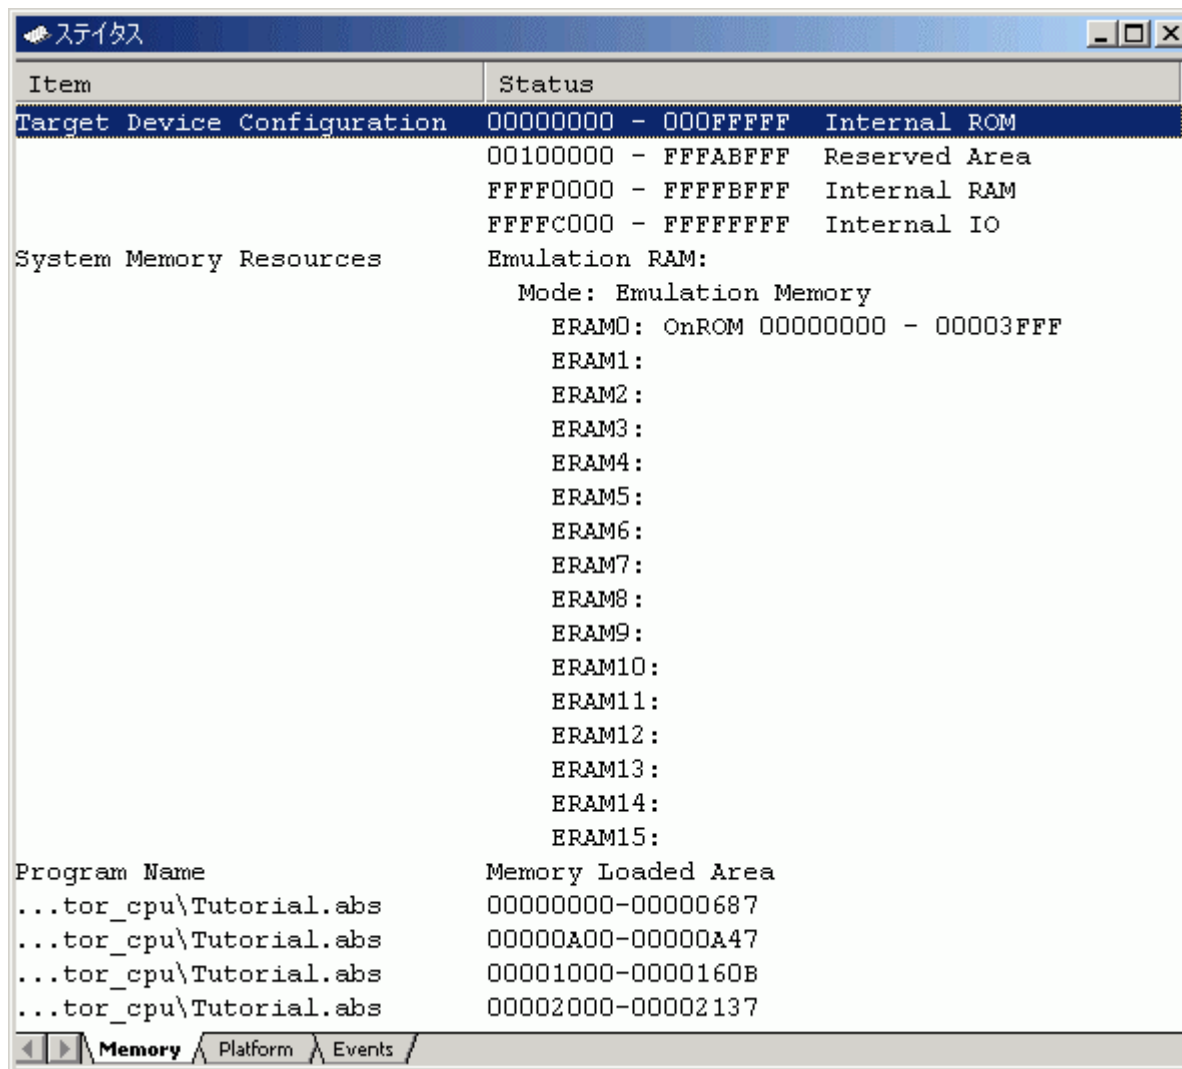 ステイタス
Item Status
Target Device Configuration 00000000 - 000FFFFF Internal ROM
00100000 - FFFABFFF Reserved Area
FFFF0000 - FFFFBFFF Internal RAM
FFFFC000 - FFFFFFFF Internal IO
System Memory Resources Emulation RAM:
Mode: Emulation Memory
ERAM0: OnROM 00000000 - 00003FFF
ERAM1:
ERAM2:
ERAM3:
ERAM4:
ERAM5:
ERAM6:
ERAM7:
ERAM8:
ERAM9:
ERAM10:
ERAM11:
ERAM12:
ERAM13:
ERAM14:
ERAM15:
Program Name Memory Loaded Area
...tor_cpu\Tutorial.abs 00000000-00000687
...tor_cpu\Tutorial.abs 00000A00-00000A47
...tor_cpu\Tutorial.abs 00001000-0000160B
...tor_cpu\Tutorial.abs 00002000-00002137
Memory Platform Events